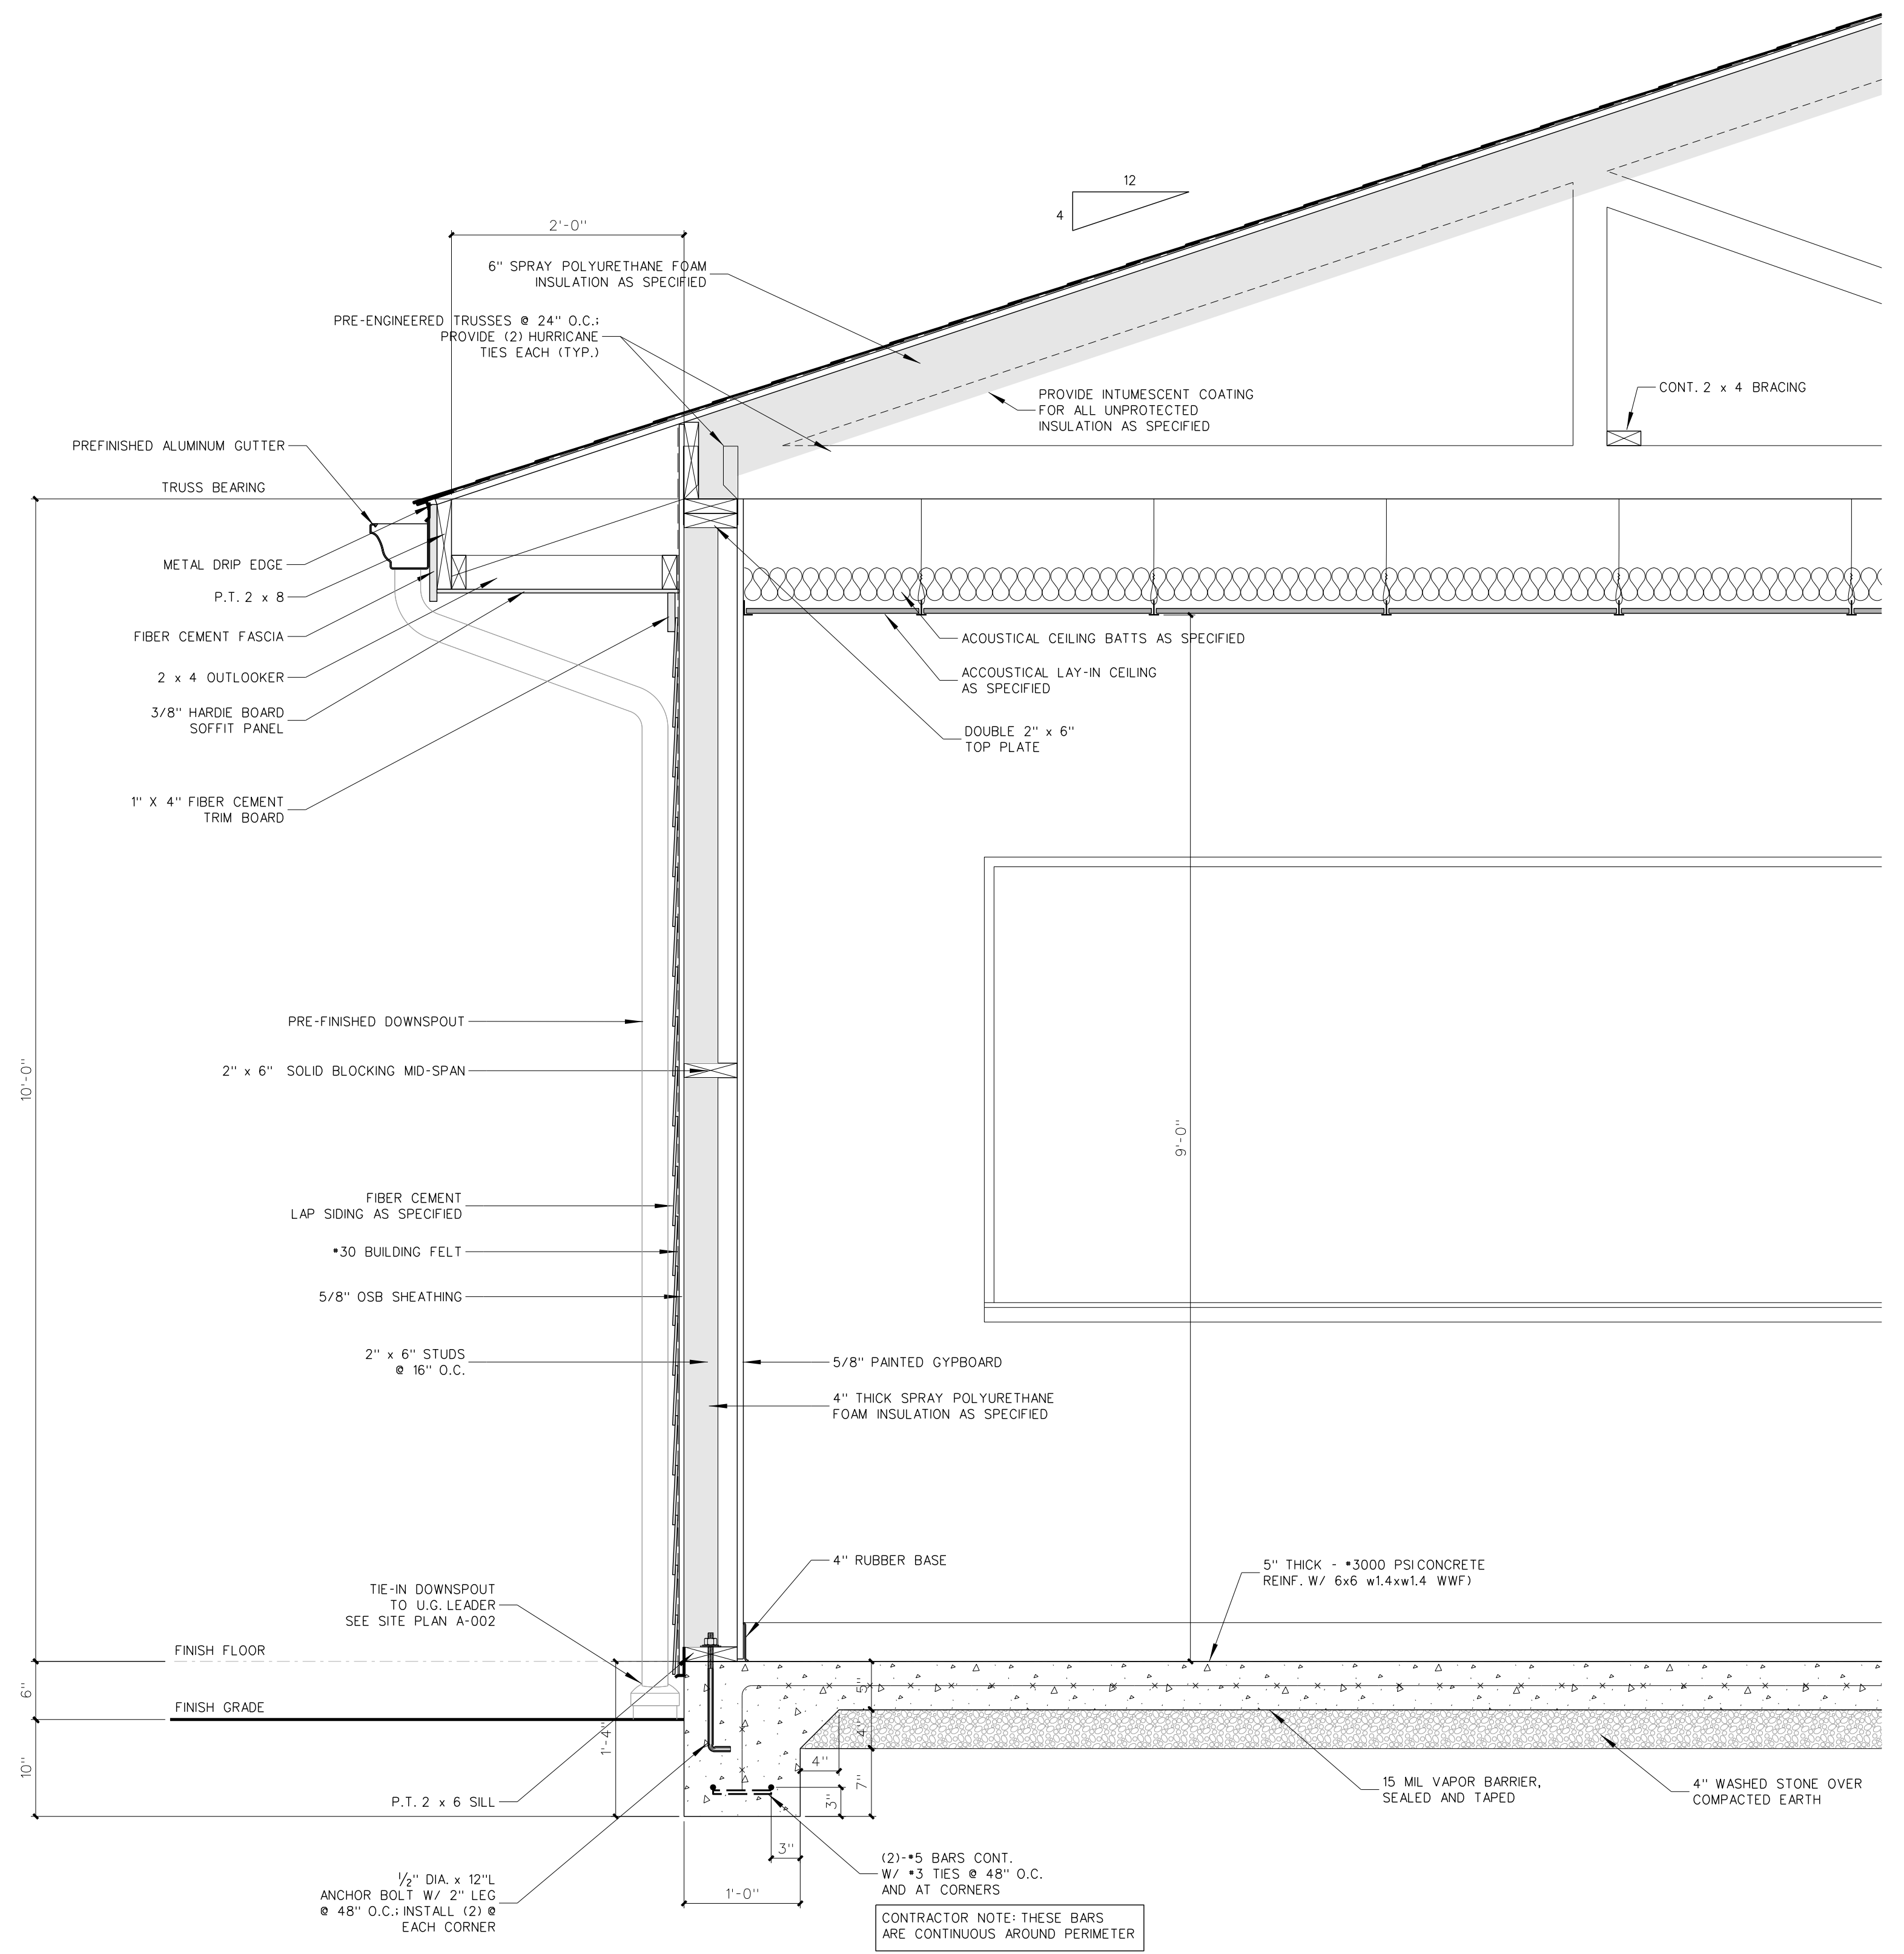 12
4
2'-0"
6" SPRAY POLYURETHANE FOAM
INSULATION AS SPECIFIED
PRE-ENGINEERED TRUSSES @ 24" O.C.;
PROVIDE (2) HURRICANE
TIES EACH (TYP.)
PROVIDE INTUMESCENT COATING
FOR ALL UNPROTECTED
INSULATION AS SPECIFIED
CONT. 2 x 4 BRACING
PREFINISHED ALUMINUM GUTTER
TRUSS BEARING
METAL DRIP EDGE
P.T. 2 x 8
FIBER CEMENT FASCIA
2 x 4 OUTLOOKER
3/8" HARDIE BOARD
SOFFIT PANEL
1" X 4" FIBER CEMENT
TRIM BOARD
ACOUSTICAL CEILING BATTS AS SPECIFIED
ACCOUSTICAL LAY-IN CEILING
AS SPECIFIED
DOUBLE 2" x 6"
TOP PLATE
PRE-FINISHED DOWNSPOUT
2" x 6" SOLID BLOCKING MID-SPAN
10'-0"
9'-0"
FIBER CEMENT
LAP SIDING AS SPECIFIED
#30 BUILDING FELT
5/8" OSB SHEATHING
2" x 6" STUDS
@ 16" O.C.
5/8" PAINTED GYPBOARD
4" THICK SPRAY POLYURETHANE
FOAM INSULATION AS SPECIFIED
4" RUBBER BASE
5" THICK - #3000 PSI CONCRETE
REINF. W/ 6x6 w1.4xw1.4 WWF)
TIE-IN DOWNSPOUT
TO U.G. LEADER
SEE SITE PLAN A-002
FINISH FLOOR
FINISH GRADE
6"
10"
1'-4"
5"
4"
4"
7"
3"
3"
1'-0"
P.T. 2 x 6 SILL
15 MIL VAPOR BARRIER,
SEALED AND TAPED
4" WASHED STONE OVER
COMPACTED EARTH
1/2" DIA. x 12"L
ANCHOR BOLT W/ 2" LEG
@ 48" O.C.; INSTALL (2) @
EACH CORNER
(2)-#5 BARS CONT.
W/ #3 TIES @ 48" O.C.
AND AT CORNERS
CONTRACTOR NOTE: THESE BARS
ARE CONTINUOUS AROUND PERIMETER